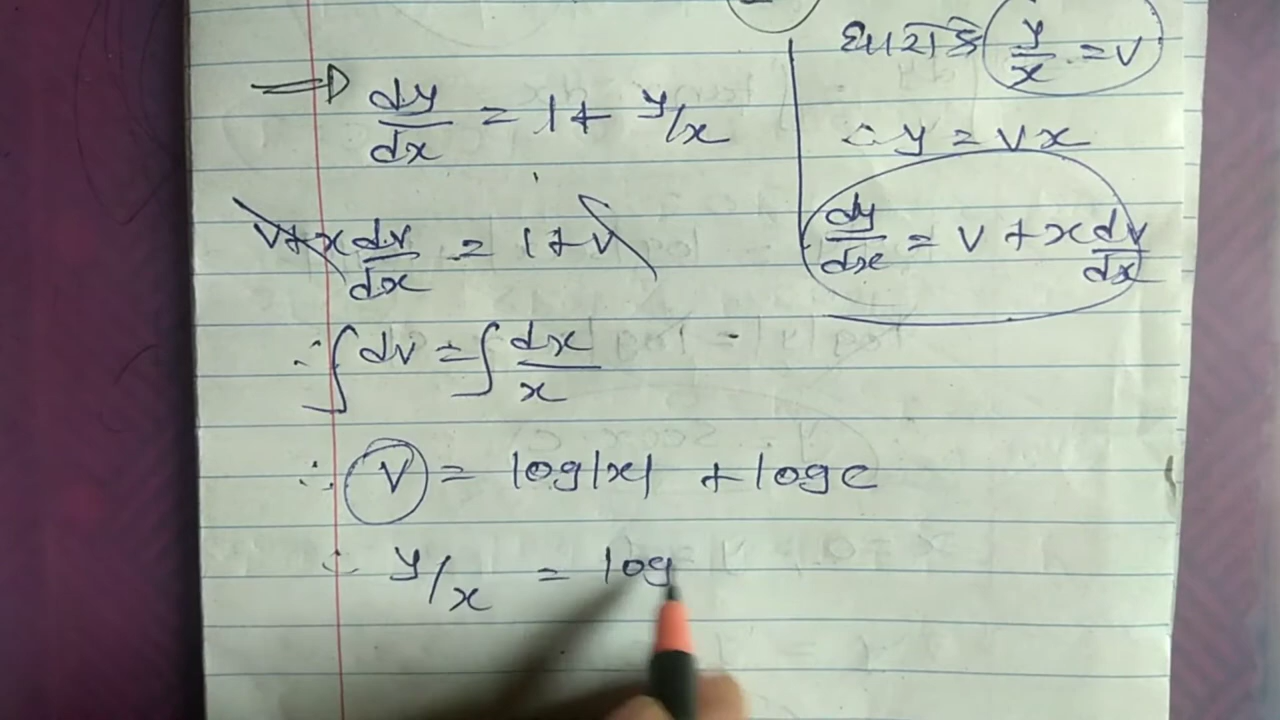 ⇒ dy/dx = 1 + y/x
v + x dv/dx = 1 + v
∴ ∫ dv = ∫ dx/x
∴ v = log|x| + log c
∴ y/x = log
ધારો કે y/x = v
∴ y = vx
dy/dx = v + x dv/dx